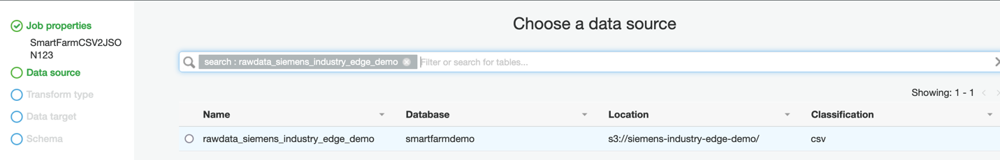 Job properties
SmartFarmCSV2JSO
N123
Data source
Transform type
Data target
Schema
Choose a data source
search : rawdata_siemens_industry_edge_demo Filter or search for tables...
Showing: 1 - 1
Name Database Location Classification
rawdata_siemens_industry_edge_demo smartfarmdemo s3://siemens-industry-edge-demo/ csv